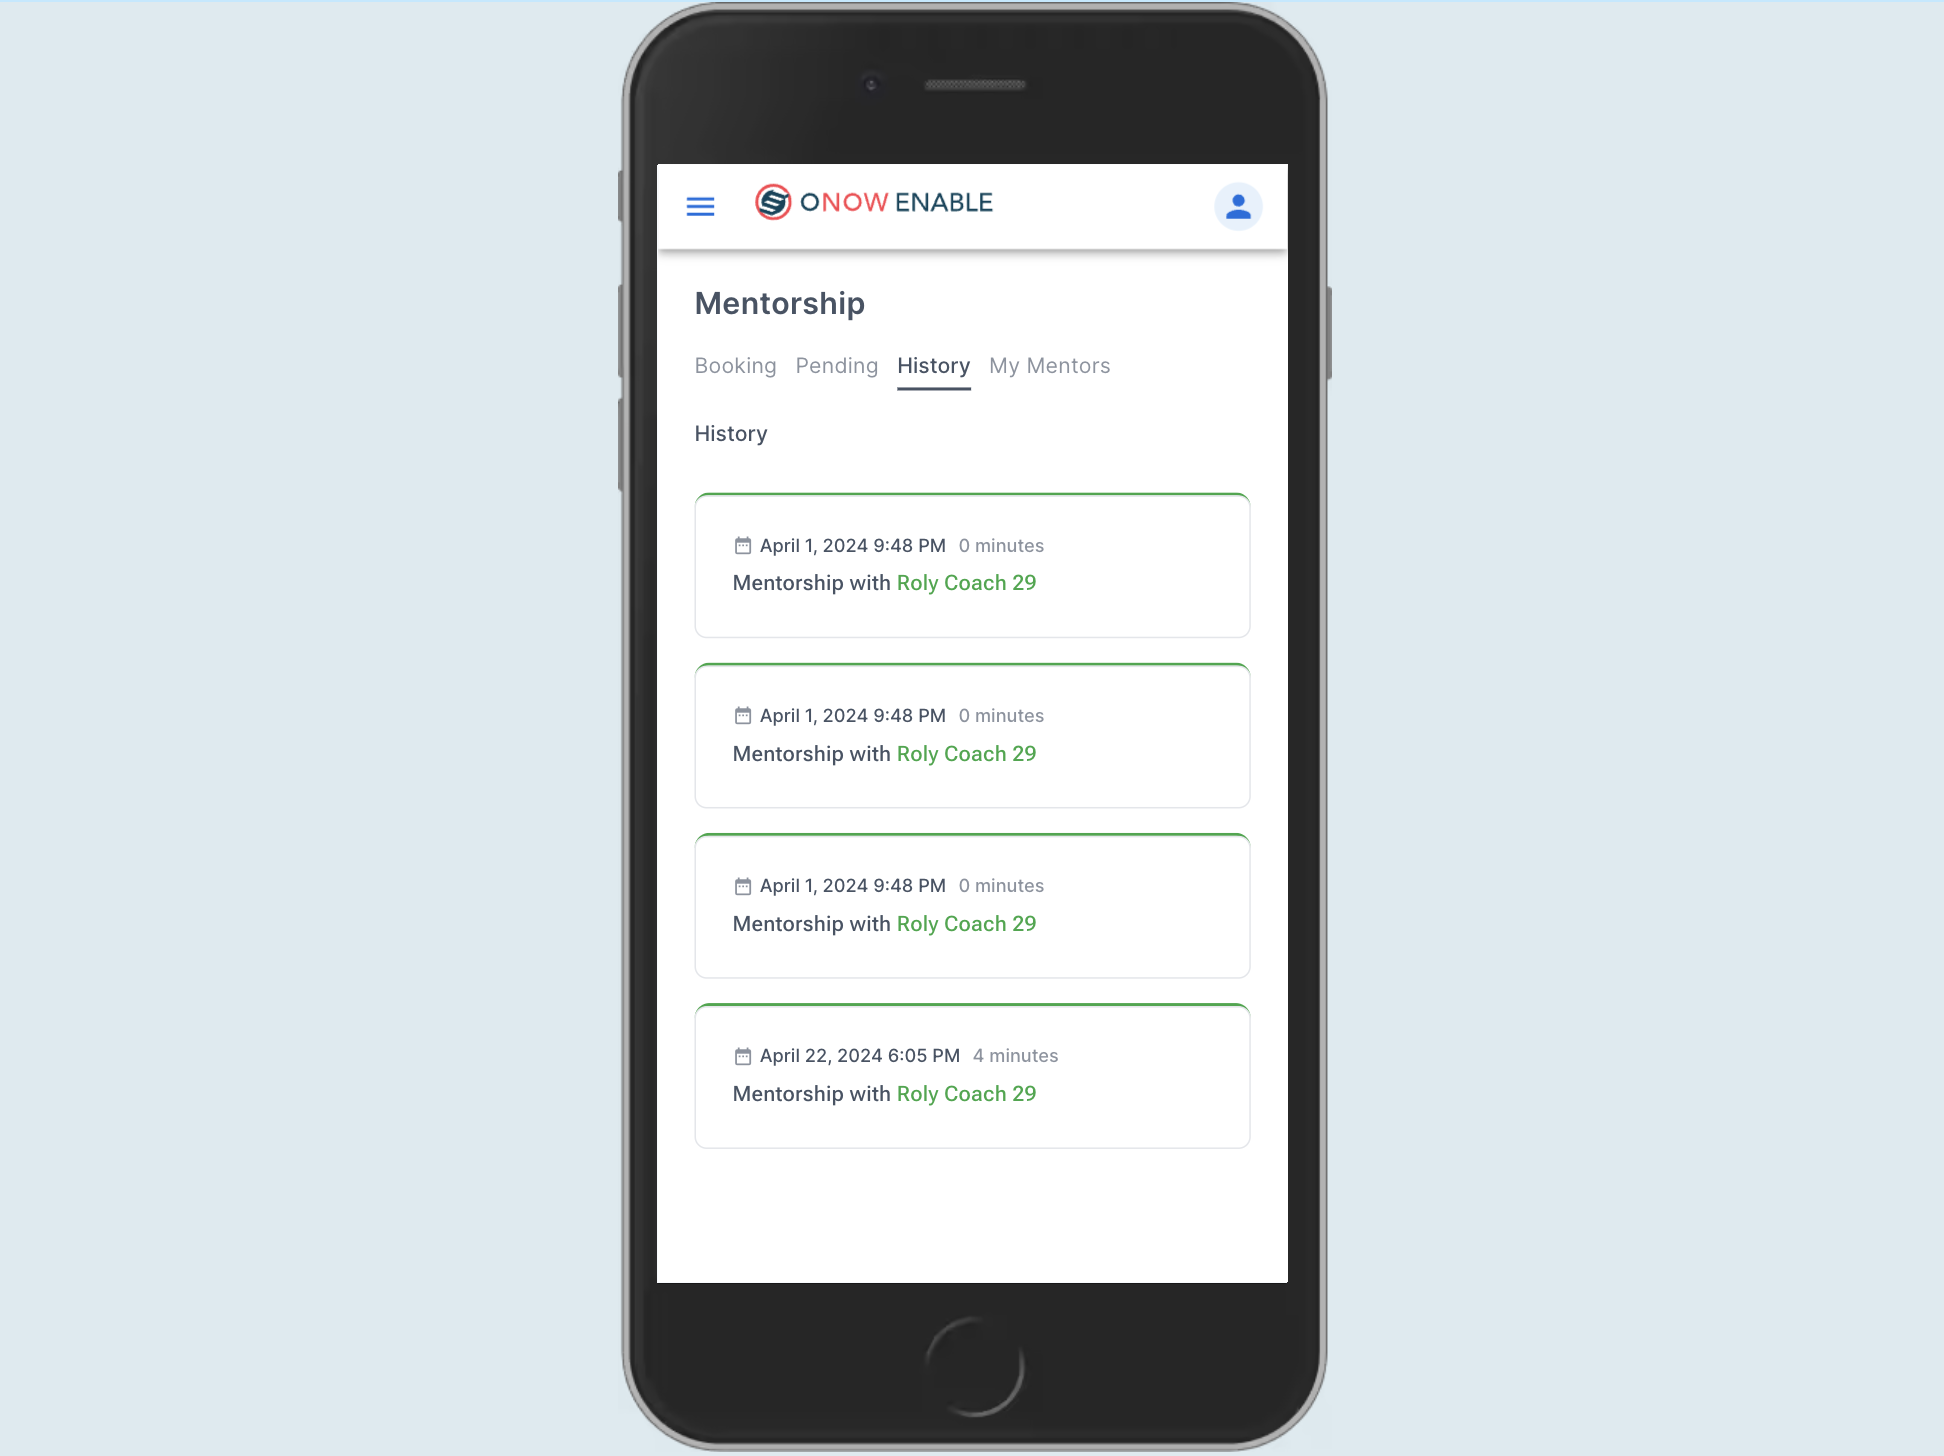 ONOW ENABLE
Mentorship
Booking Pending History My Mentors
History
April 1, 2024 9:48 PM 0 minutes
Mentorship with Roly Coach 29
April 1, 2024 9:48 PM 0 minutes
Mentorship with Roly Coach 29
April 1, 2024 9:48 PM 0 minutes
Mentorship with Roly Coach 29
April 22, 2024 6:05 PM 4 minutes
Mentorship with Roly Coach 29